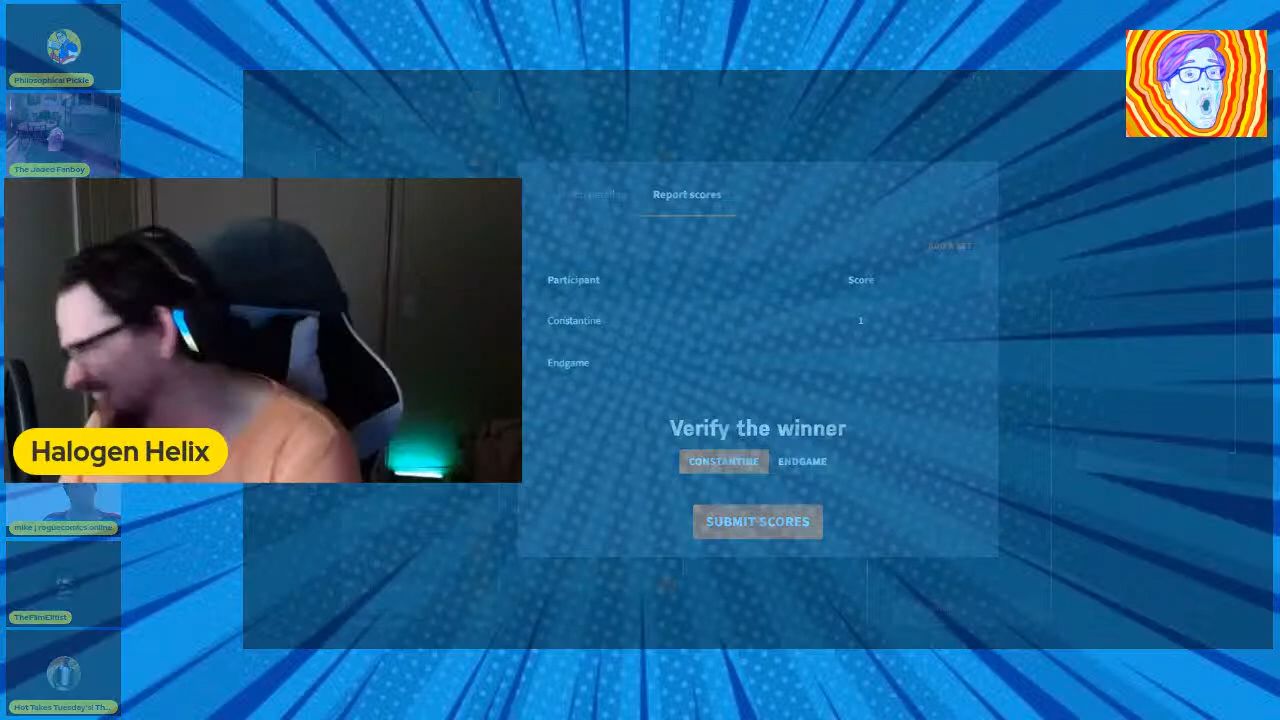 Philosophical Pickle
The Jaded Fanboy
Report scores
Participant
Score
Constantine
1
Endgame
Verify the winner
CONSTANTINE
ENDGAME
Halogen Helix
SUBMIT SCORES
mike | roguecomics.online
TheFilmElitist
Hot Takes Tuesday's! Th...